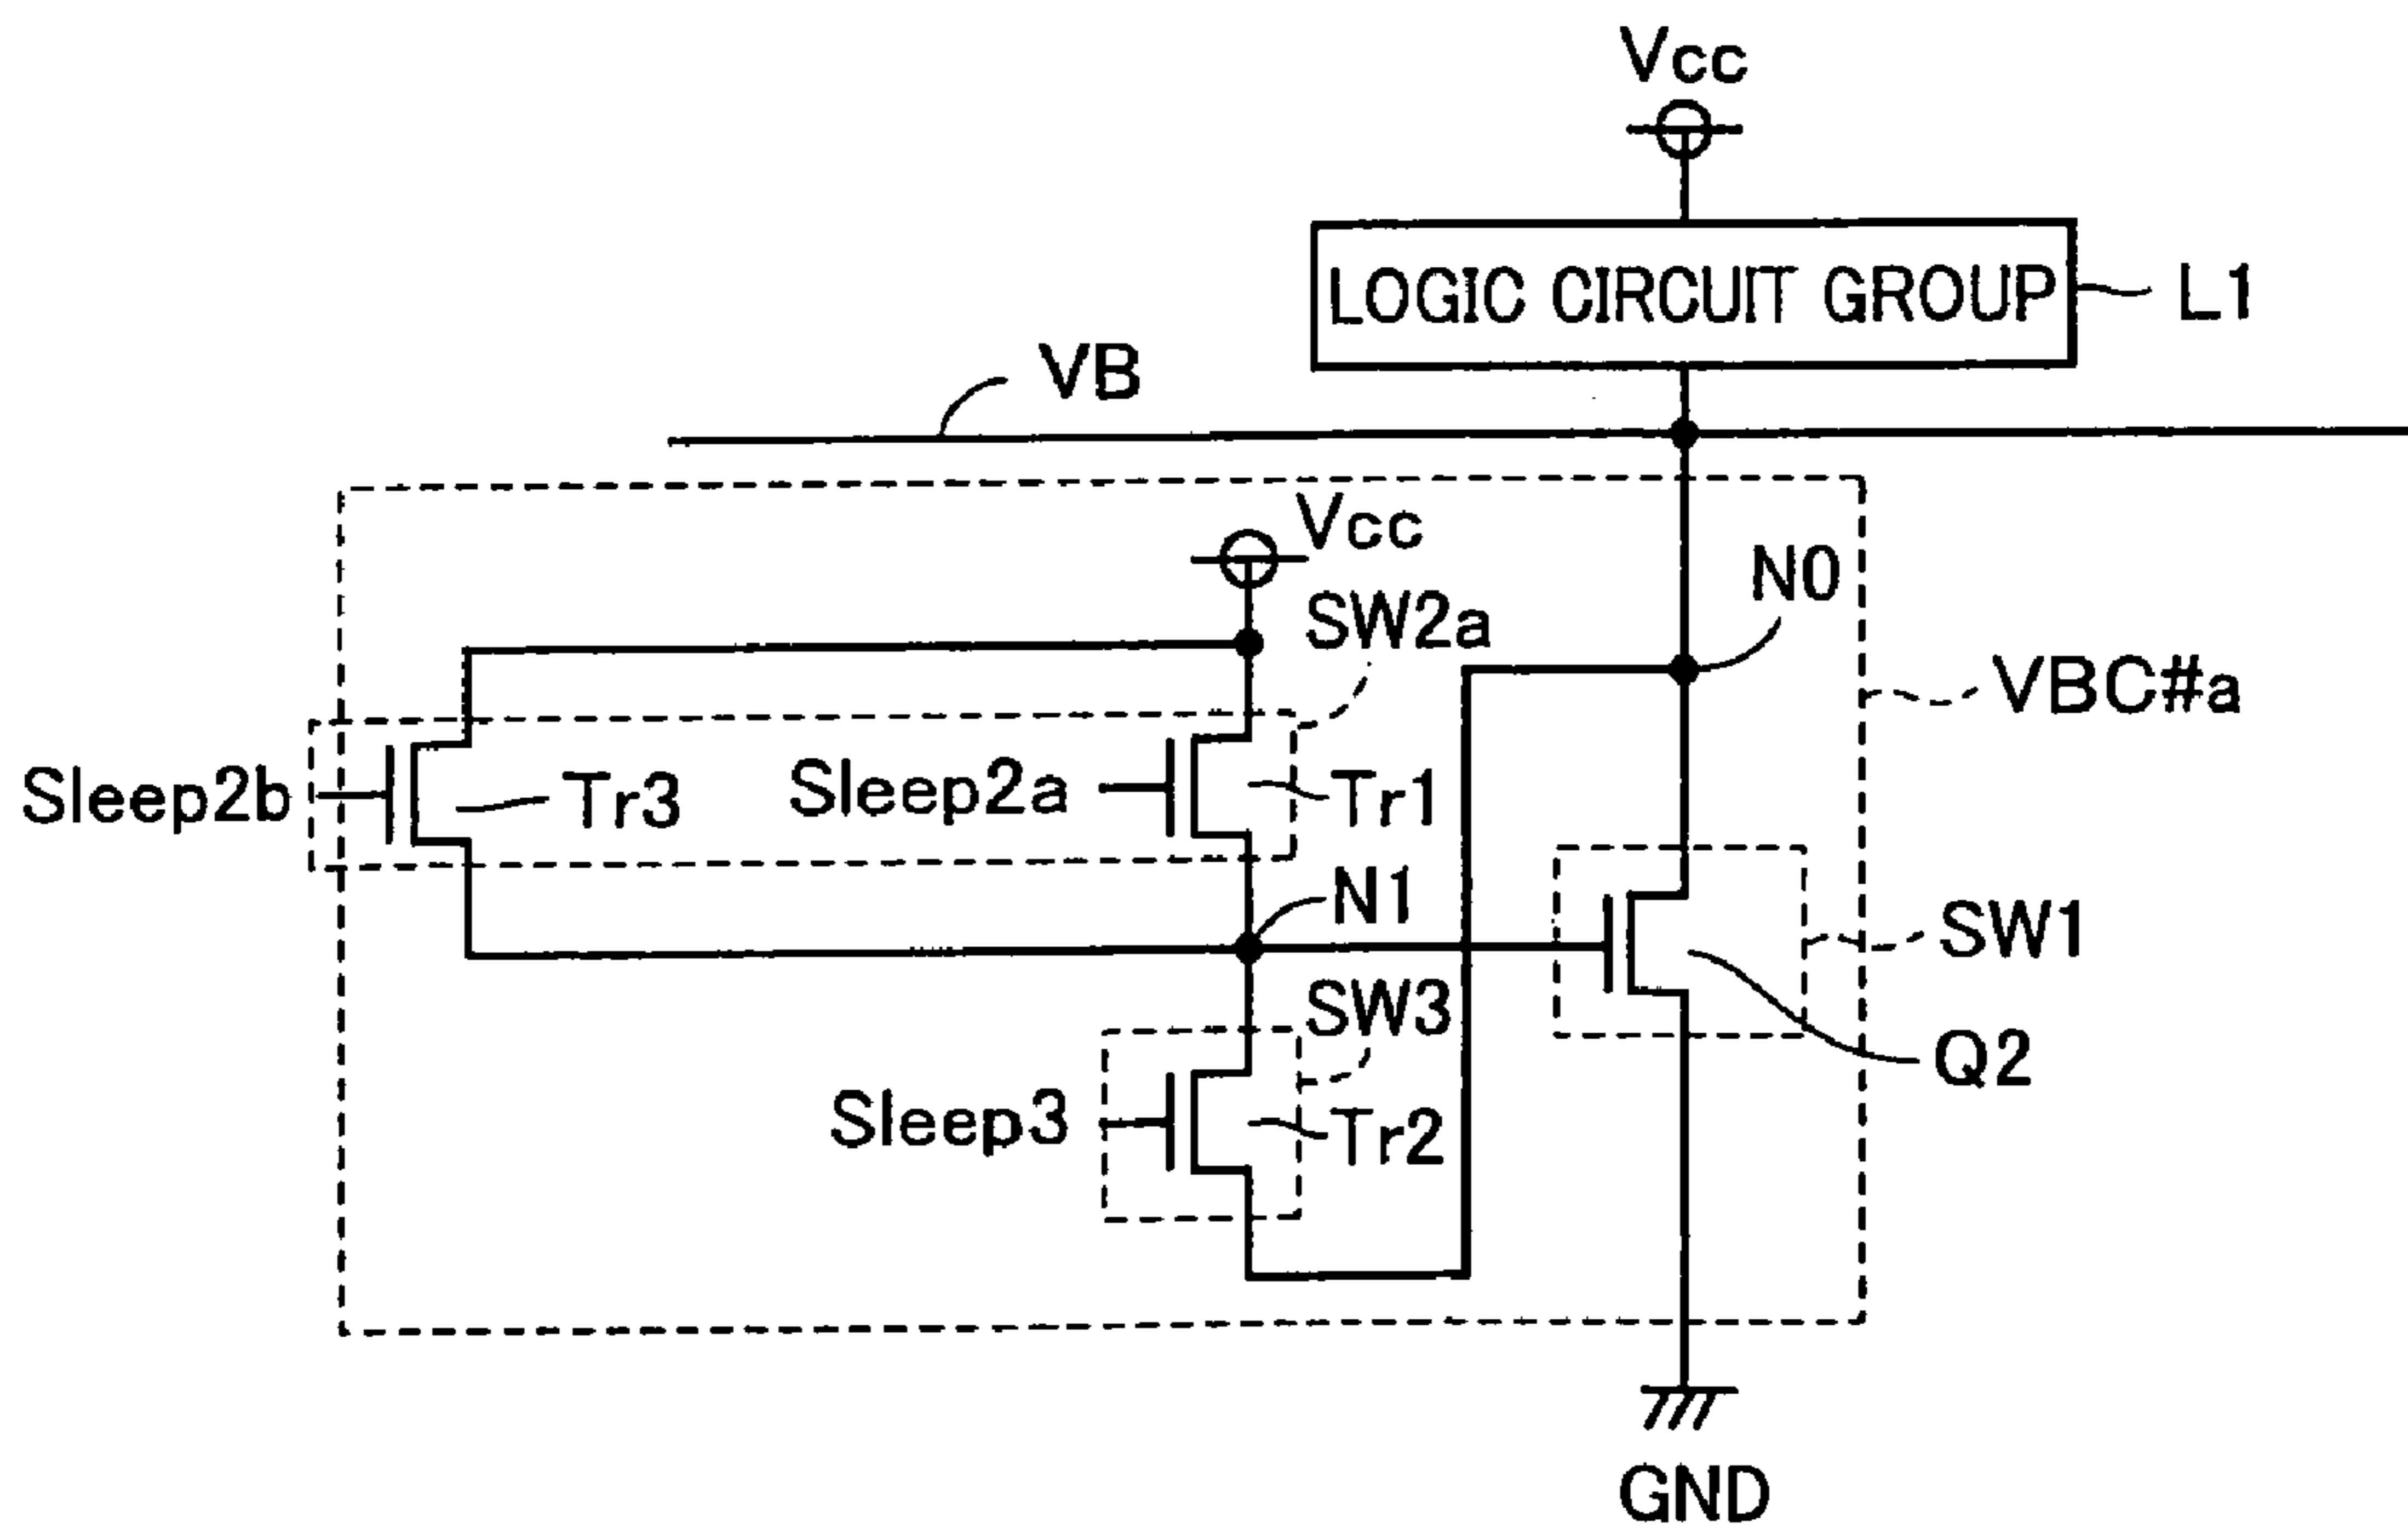 Vcc
LOGIC CIRCUIT GROUP
L1
VB
Vcc
N0
SW2a
VBC#a
Sleep2b
Tr3
Sleep2a
Tr1
N1
SW1
SW3
Q2
Sleep3
Tr2
GND